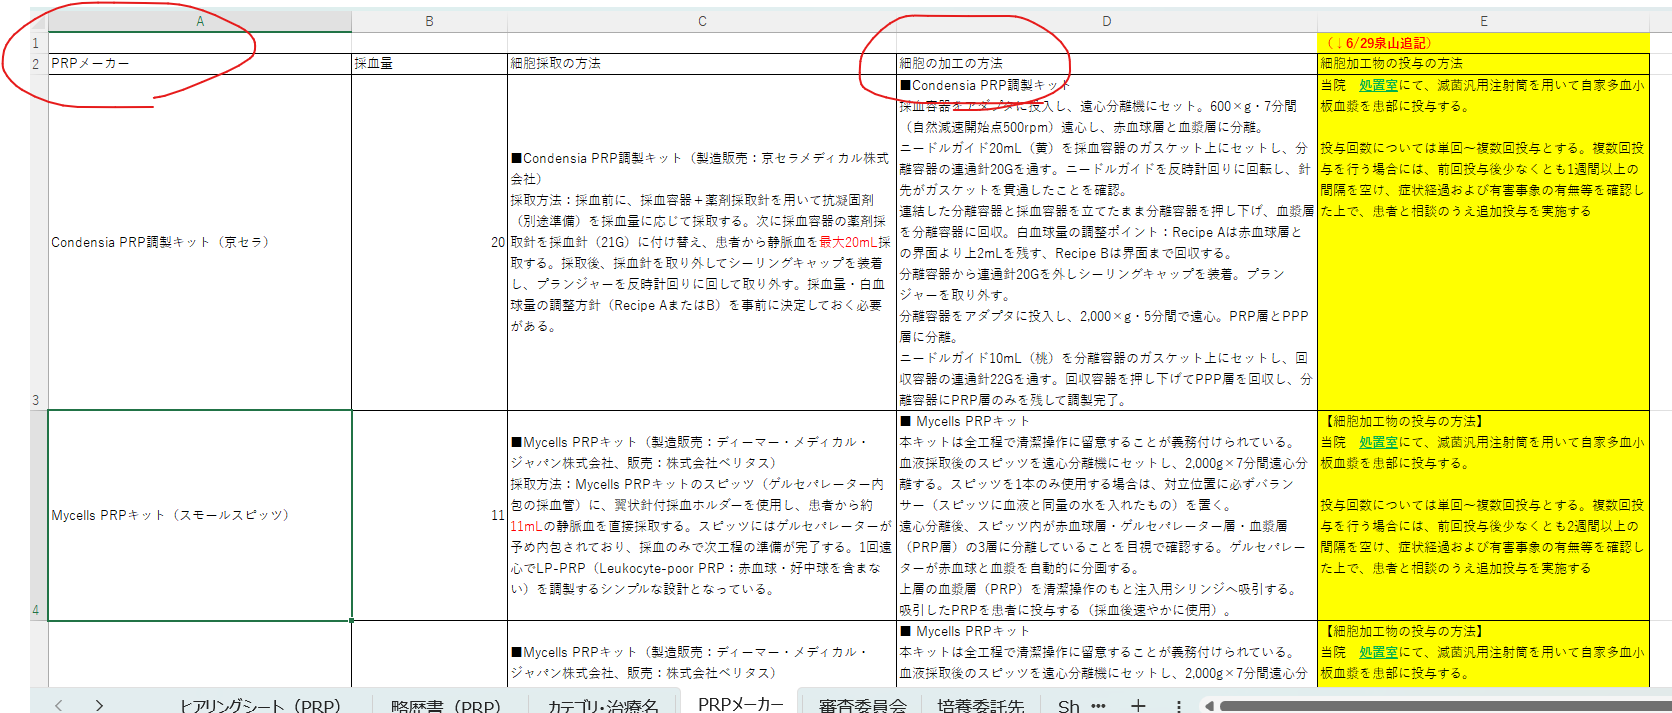 A B C D E
1 （↓6/29泉山追記）
2 PRPメーカー 採血量 細胞採取の方法 細胞の加工の方法 細胞加工物の投与の方法
3
Condensia PRP調製キット（京セラ）
20
■Condensia PRP調製キット（製造販売：京セラメディカル株式
会社）
採取方法：採血前に、採血容器＋薬剤採取針を用いて抗凝固剤
（別途準備）を採血量に応じて採取する。次に採血容器の薬剤採
取針を採血針（21G）に付け替え、患者から静脈血を最大20mL採
取する。採取後、採血針を取り外してシーリングキャップを装着
し、プランジャーを反時計回りに回して取り外す。採血量・白血
球量の調整方針（Recipe AまたはB）を事前に決定しておく必要
がある。
■Condensia PRP調製キット
採血容器をアダプタに投入し、遠心分離機にセット。600×g・7分間
（自然減速開始点500rpm）遠心し、赤血球層と血漿層に分離。
ニードルガイド20mL（黄）を採血容器のガスケット上にセットし、分
離容器の連通針20Gを通す。ニードルガイドを反時計回りに回転し、針
先がガスケットを貫通したことを確認。
連結した分離容器と採血容器を立てたまま分離容器を押し下げ、血漿層
を分離容器に回収。白血球量の調整ポイント：Recipe Aは赤血球層と
の界面より上2mLを残す、Recipe Bは界面まで回収する。
分離容器から連通針20Gを外しシーリングキャップを装着。プラン
ジャーを取り外す。
分離容器をアダプタに投入し、2,000×g・5分間で遠心。PRP層とPPP
層に分離。
ニードルガイド10mL（桃）を分離容器のガスケット上にセットし、回
収容器の連通針22Gを通す。回収容器を押し下げてPPP層を回収し、分
離容器にPRP層のみを残して調製完了。
当院　処置室にて、滅菌汎用注射筒を用いて自家多血小
板血漿を患部に投与する。
投与回数については単回～複数回投与とする。複数回投
与を行う場合には、前回投与後少なくとも1週間以上の
間隔を空け、症状経過および有害事象の有無等を確認し
た上で、患者と相談のうえ追加投与を実施する
4
Mycells PRPキット（スモールスピッツ）
11
■Mycells PRPキット（製造販売：ディーマー・メディカル・
ジャパン株式会社、販売：株式会社ベリタス）
採取方法：Mycells PRPキットのスピッツ（ゲルセパレーター内
包の採血管）に、翼状針付採血ホルダーを使用し、患者から約
11mLの静脈血を直接採取する。スピッツにはゲルセパレーターが
予め内包されており、採血のみで次工程の準備が完了する。1回遠
心でLP-PRP（Leukocyte-poor PRP：赤血球・好中球を含まな
い）を調製するシンプルな設計となっている。
■ Mycells PRPキット
本キットは全工程で清潔操作に留意することが義務付けられている。
血液採取後のスピッツを遠心分離機にセットし、2,000g×7分間遠心分
離する。スピッツを1本のみ使用する場合は、対立位置に必ずバラン
サー（スピッツに血液と同量の水を入れたもの）を置く。
遠心分離後、スピッツ内が赤血球層・ゲルセパレーター層・血漿層
（PRP層）の3層に分離していることを目視で確認する。ゲルセパレー
ターが赤血球と血漿を自動的に分画する。
上層の血漿層（PRP）を清潔操作のもと注入用シリンジへ吸引する。
吸引したPRPを患者に投与する（採血後速やかに使用）。
【細胞加工物の投与の方法】
当院　処置室にて、滅菌汎用注射筒を用いて自家多血小
板血漿を患部に投与する。
投与回数については単回～複数回投与とする。複数回投
与を行う場合には、前回投与後少なくとも2週間以上の
間隔を空け、症状経過および有害事象の有無等を確認し
た上で、患者と相談のうえ追加投与を実施する
■Mycells PRPキット（製造販売：ディーマー・メディカル・
ジャパン株式会社、販売：株式会社ベリタス）
■ Mycells PRPキット
本キットは全工程で清潔操作に留意することが義務付けられている。
血液採取後のスピッツを遠心分離機にセットし、2,000g×7分間遠心分
【細胞加工物の投与の方法】
当院　処置室にて、滅菌汎用注射筒を用いて自家多血小
板血漿を患部に投与する。
ヒアリングシート（PRP） 略歴書（PRP） カテゴリ・治療名 PRPメーカー 審査委員会 培養委託先 Sh